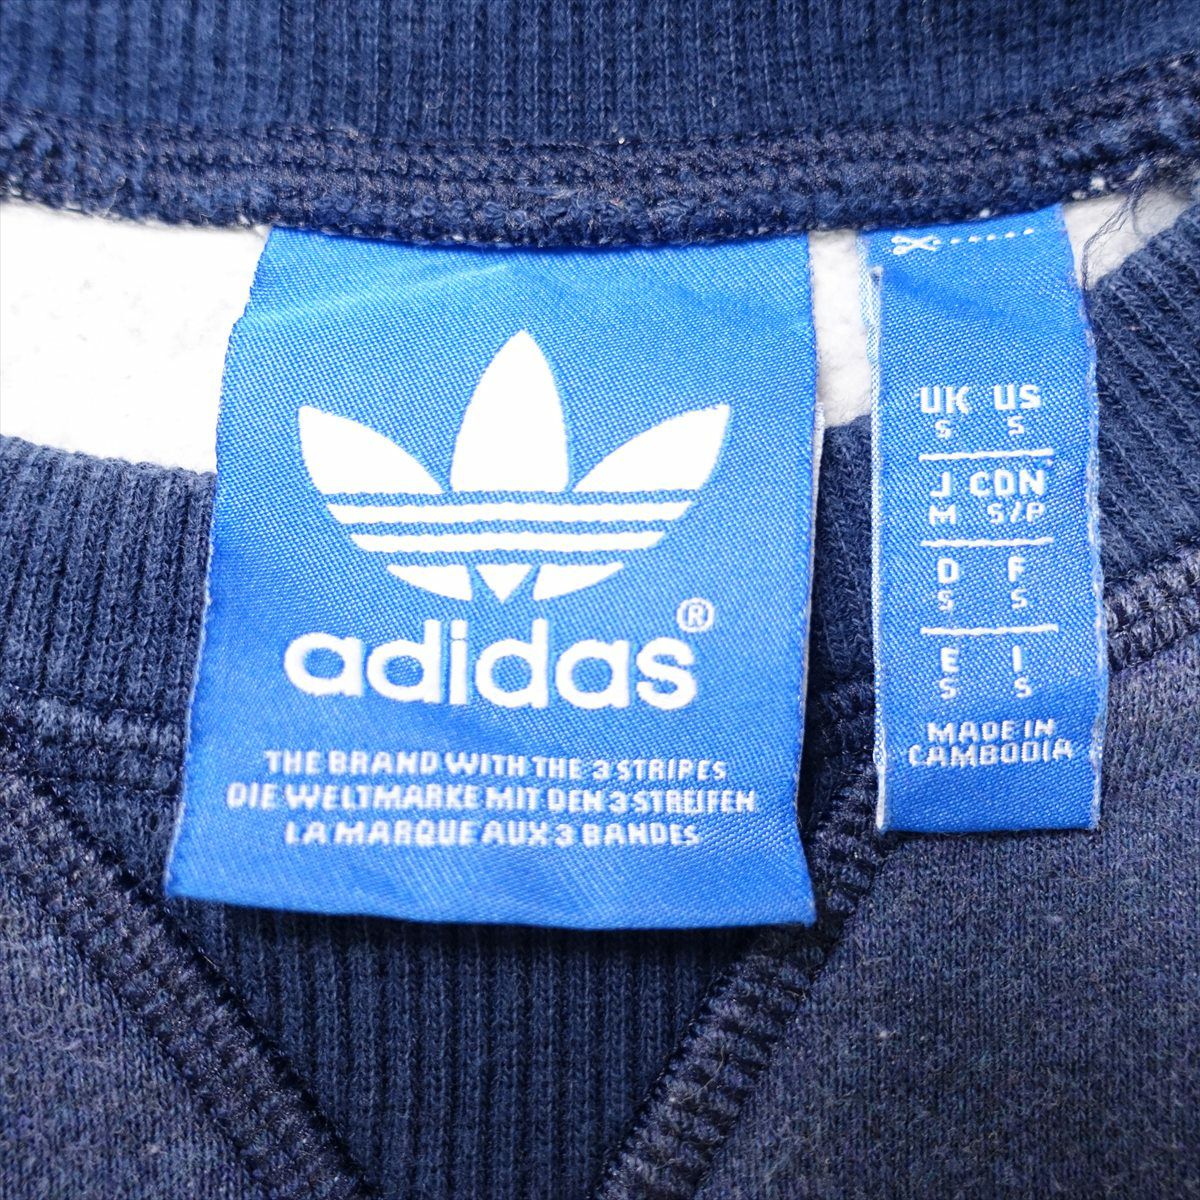 adidas®
THE BRAND WITH THE 3 STRIPES
DIE WELTMARKE MIT DEN 3 STREIFEN
LA MARQUE AUX 3 BANDES
UK US
S S
J CDN
M S/P
D F
S S
E I
S S
MADE IN
CAMBODIA